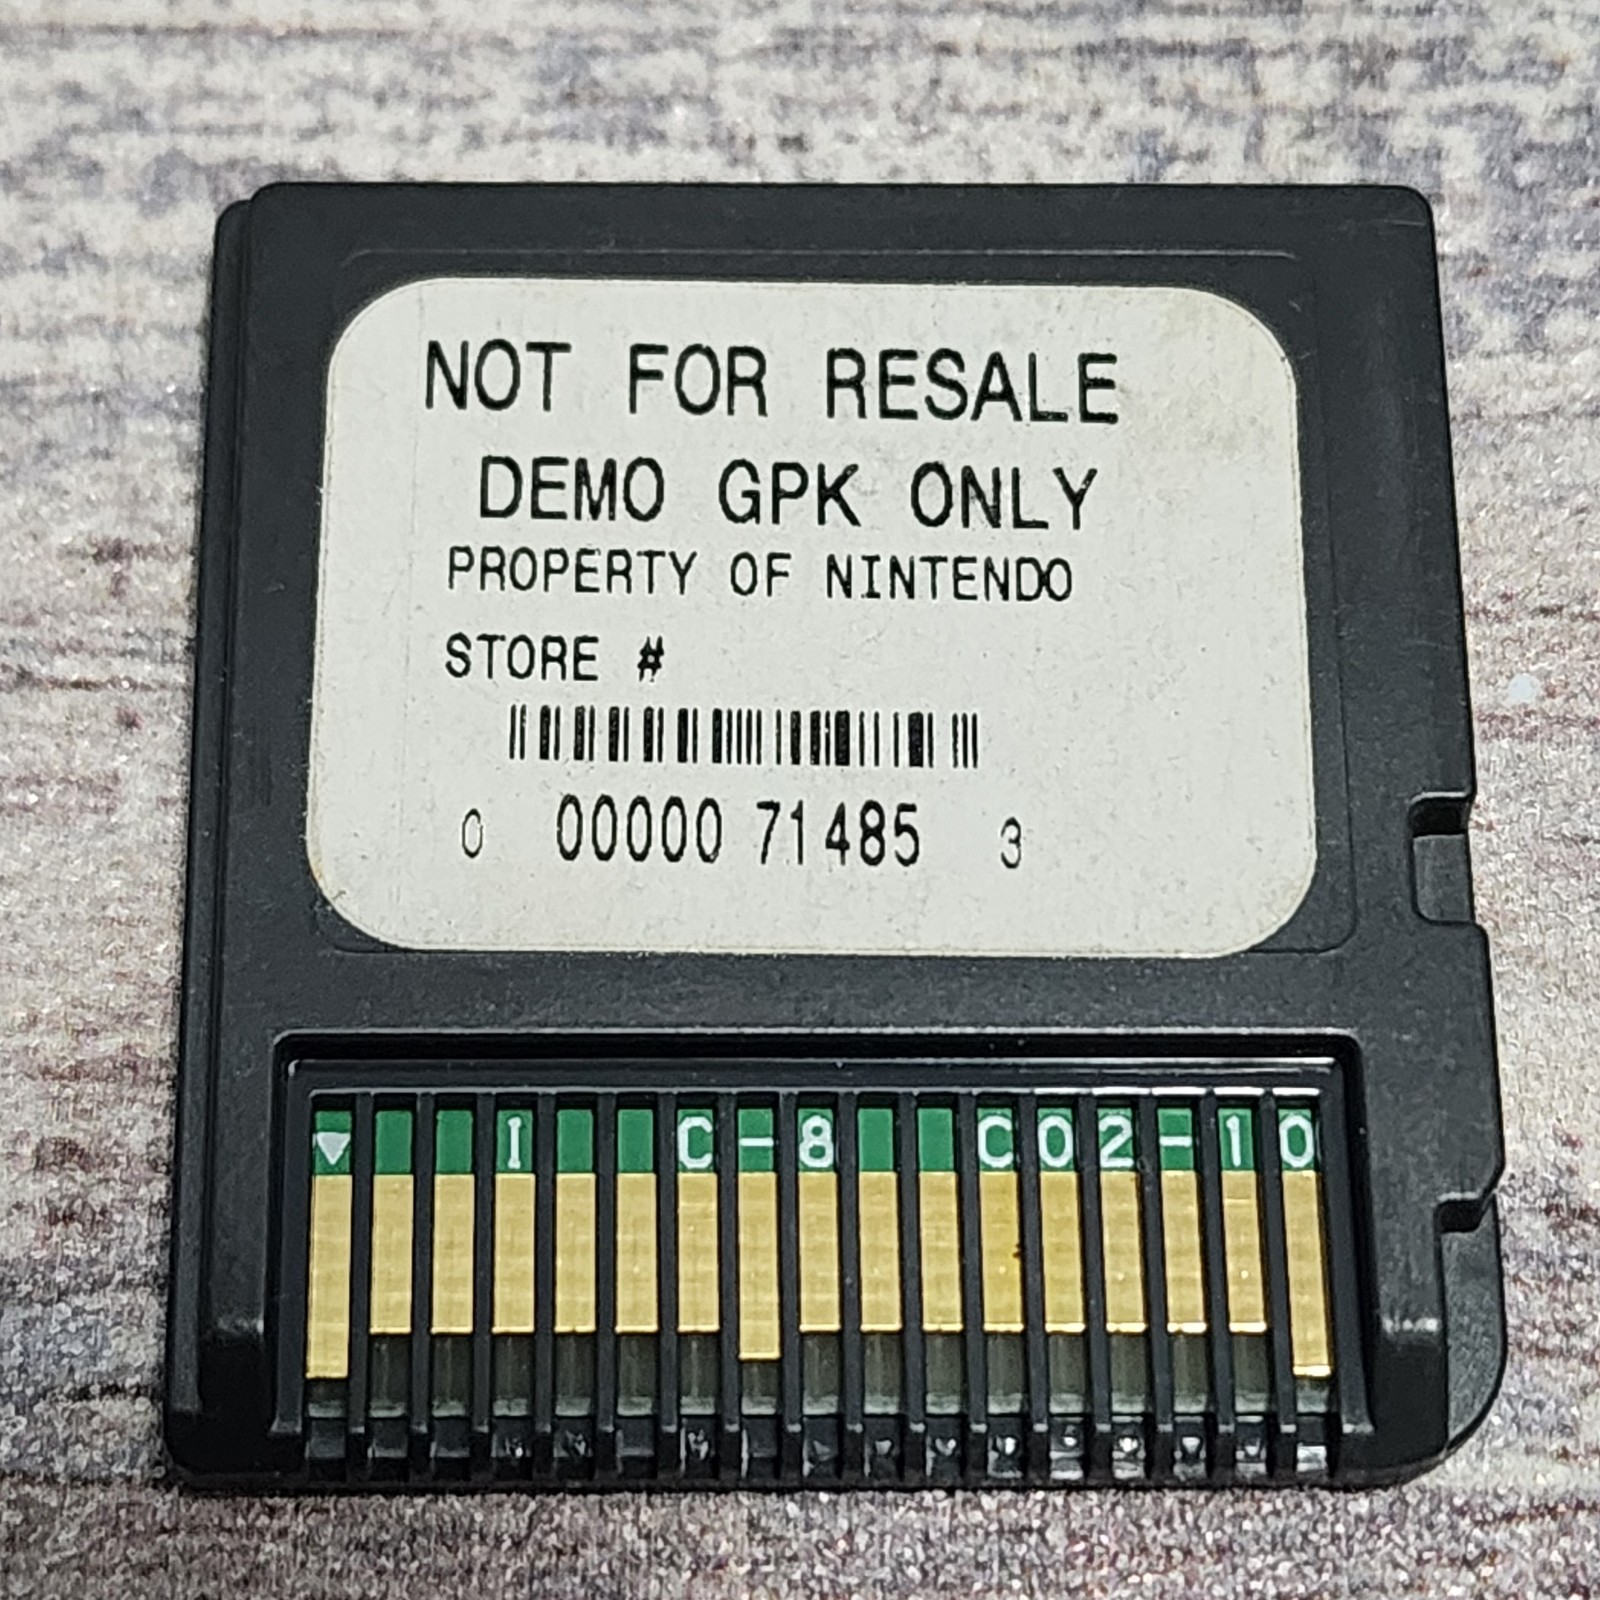 NOT FOR RESALE
DEMO GPK ONLY
PROPERTY OF NINTENDO
STORE #
0 00000 71485 3
I C-8 C02-10